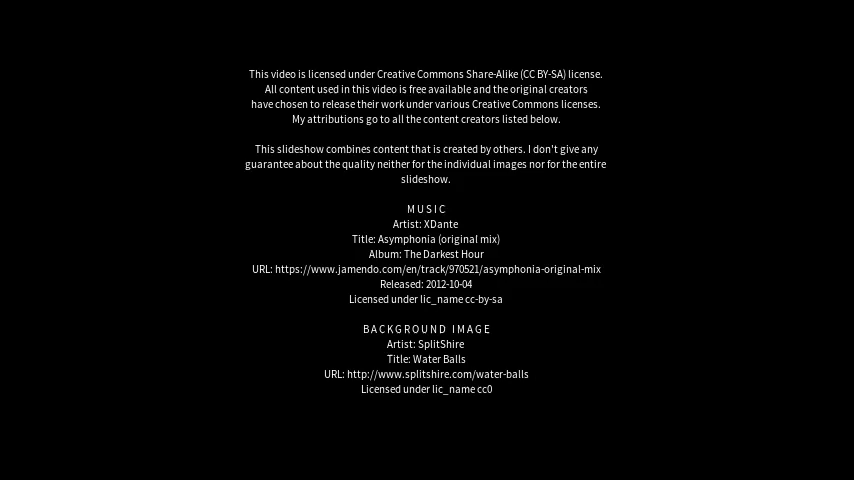 This video is licensed under Creative Commons Share-Alike (CC BY-SA) license.
All content used in this video is free available and the original creators
have chosen to release their work under various Creative Commons licenses.
My attributions go to all the content creators listed below.
This slideshow combines content that is created by others. I don't give any
guarantee about the quality neither for the individual images nor for the entire
slideshow.
MUSIC
Artist: XDante
Title: Asymphonia (original mix)
Album: The Darkest Hour
URL: https://www.jamendo.com/en/track/970521/asymphonia-original-mix
Released: 2012-10-04
Licensed under lic_name cc-by-sa
BACKGROUND IMAGE
Artist: SplitShire
Title: Water Balls
URL: http://www.splitshire.com/water-balls
Licensed under lic_name cc0